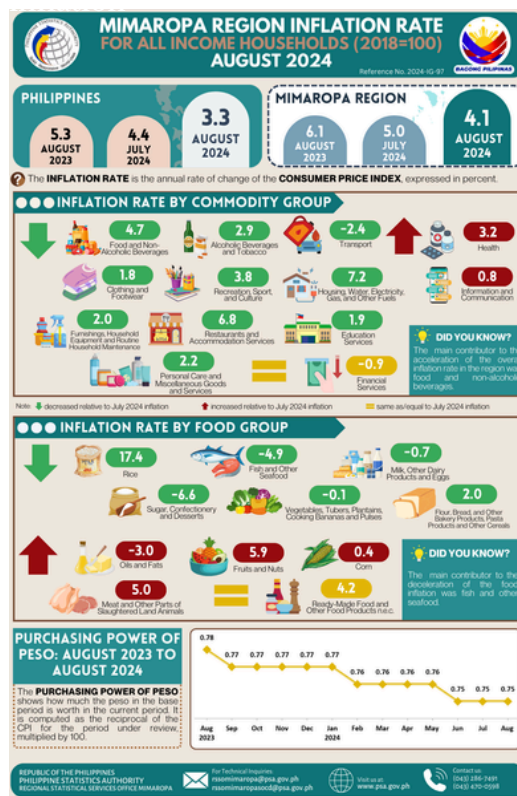 MIMAROPA REGION INFLATION RATE
FOR ALL INCOME HOUSEHOLDS (2018=100)
AUGUST 2024
Reference No. 2024-IG-97
BAGONG PILIPINAS
PHILIPPINES
5.3
AUGUST
2023
4.4
JULY
2024
3.3
AUGUST
2024
MIMAROPA REGION
6.1
AUGUST
2023
5.0
JULY
2024
4.1
AUGUST
2024
? The INFLATION RATE is the annual rate of change of the CONSUMER PRICE INDEX, expressed in percent.
INFLATION RATE BY COMMODITY GROUP
4.7
Food and Non-
Alcoholic Beverages
2.9
Alcoholic Beverages
and Tobacco
-2.4
Transport
3.2
Health
1.8
Clothing and
Footwear
3.8
Recreation, Sport,
and Culture
7.2
Housing, Water, Electricity,
Gas, and Other Fuels
0.8
Information and
Communication
2.0
Furnishings, Household
Equipment and Routine
Household Maintenance
6.8
Restaurants and
Accommodation Services
1.9
Education
Services
2.2
Personal Care and
Miscellaneous Goods
and Services
-0.9
Financial
Services
DID YOU KNOW?
The main contributor to the
acceleration of the overall
inflation rate in the region was
food and non-alcoholic
beverages.
Note: decreased relative to July 2024 inflation increased relative to July 2024 inflation same as/equal to July 2024 inflation
INFLATION RATE BY FOOD GROUP
17.4
Rice
-4.9
Fish and Other
Seafood
-0.7
Milk, Other Dairy
Products and Eggs
-6.6
Sugar, Confectionery
and Desserts
-0.1
Vegetables, Tubers, Plantains,
Cooking Bananas and Pulses
2.0
Flour, Bread, and Other
Bakery Products, Pasta
Products and Other Cereals
-3.0
Oils and Fats
5.9
Fruits and Nuts
0.4
Corn
5.0
Meat and Other Parts of
Slaughtered Land Animals
4.2
Ready-Made Food and
Other Food Products n.e.c.
DID YOU KNOW?
The main contributor to the
deceleration of the food
inflation was fish and other
seafood.
PURCHASING POWER OF
PESO: AUGUST 2023 TO
AUGUST 2024
The PURCHASING POWER OF PESO
shows how much the peso in the base
period is worth in the current period. It
is computed as the reciprocal of the
CPI for the period under review
multiplied by 100.
0.78 0.77 0.77 0.77 0.77 0.77 0.76 0.76 0.76 0.76 0.75 0.75 0.75
Aug Sep Oct Nov Dec Jan Feb Mar Apr May Jun Jul Aug
2023 2024
REPUBLIC OF THE PHILIPPINES
PHILIPPINE STATISTICS AUTHORITY
REGIONAL STATISTICAL SERVICES OFFICE MIMAROPA
For Technical Inquiries:
rssomimaropa@psa.gov.ph
rssomimaropasocd@psa.gov.ph
Visit us at:
www.psa.gov.ph
Contact us
(043) 286-7491
(043) 470-0598